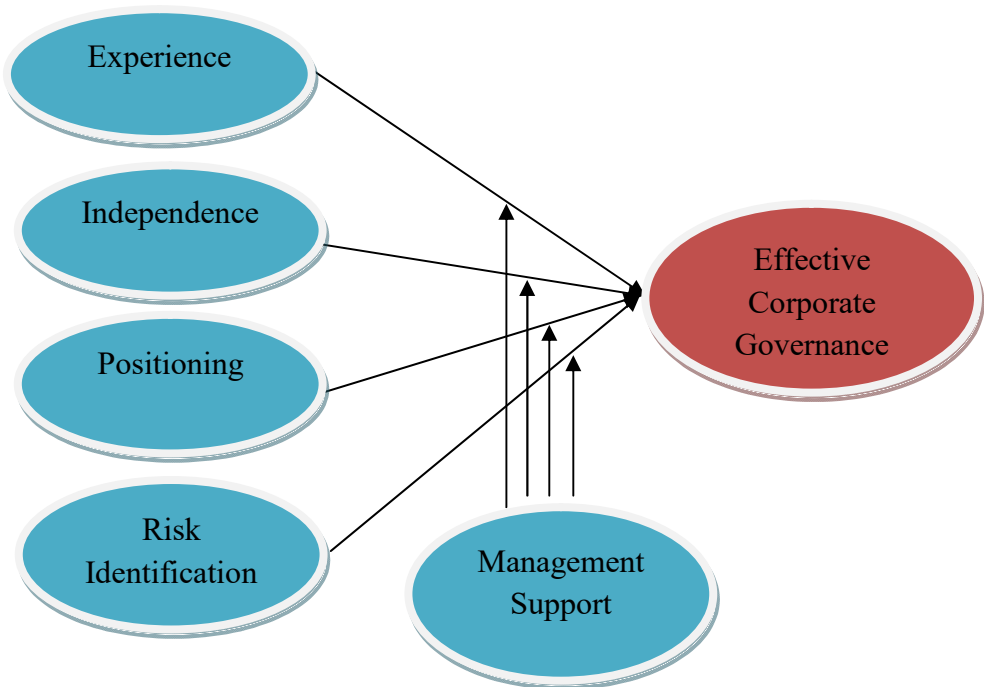 Experience
Independence
Positioning
Risk
Identification
Effective
Corporate
Governance
Management
Support